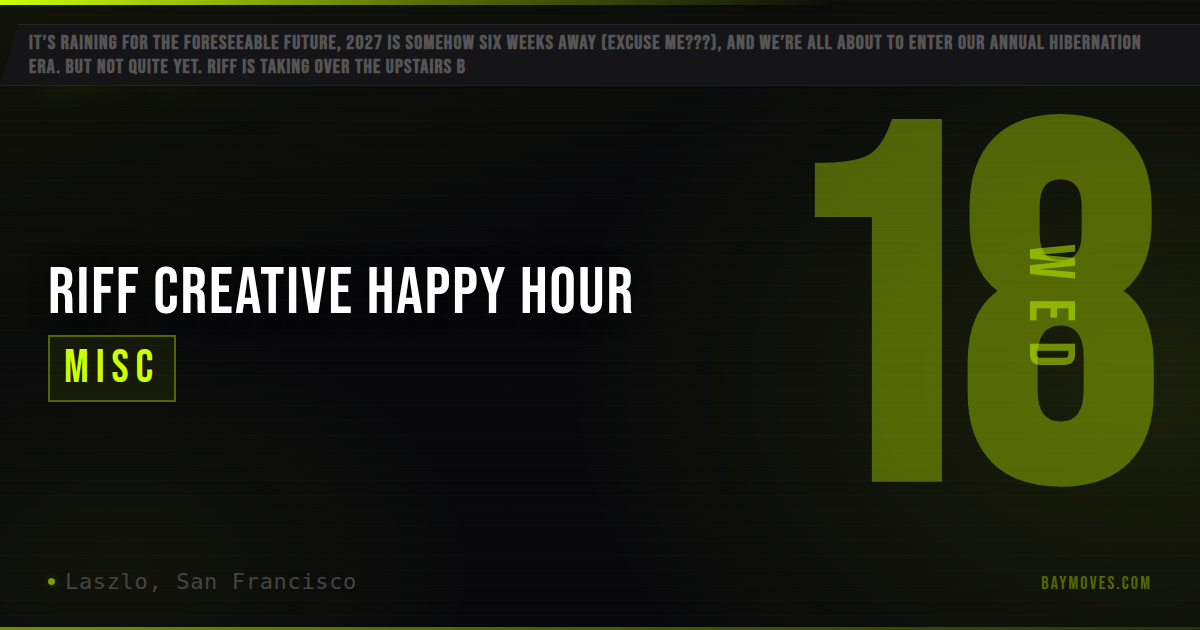 IT'S RAINING FOR THE FORESEEABLE FUTURE, 2027 IS SOMEHOW SIX WEEKS AWAY (EXCUSE ME???), AND WE'RE ALL ABOUT TO ENTER OUR ANNUAL HIBERNATION
ERA. BUT NOT QUITE YET. RIFF IS TAKING OVER THE UPSTAIRS B
18
WED
RIFF CREATIVE HAPPY HOUR
MISC
Laszlo, San Francisco
BAYMOVES.COM